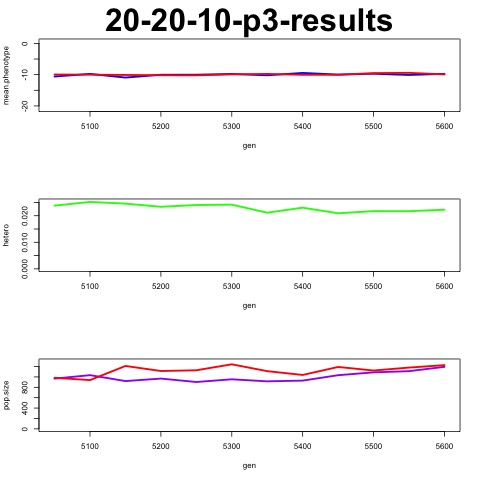 20-20-10-p3-results
mean.phenotype
0
-10
-20
5100 5200 5300 5400 5500 5600
gen
hetero
0.020
0.010
0.000
5100 5200 5300 5400 5500 5600
gen
pop.size
800
400
0
5100 5200 5300 5400 5500 5600
gen